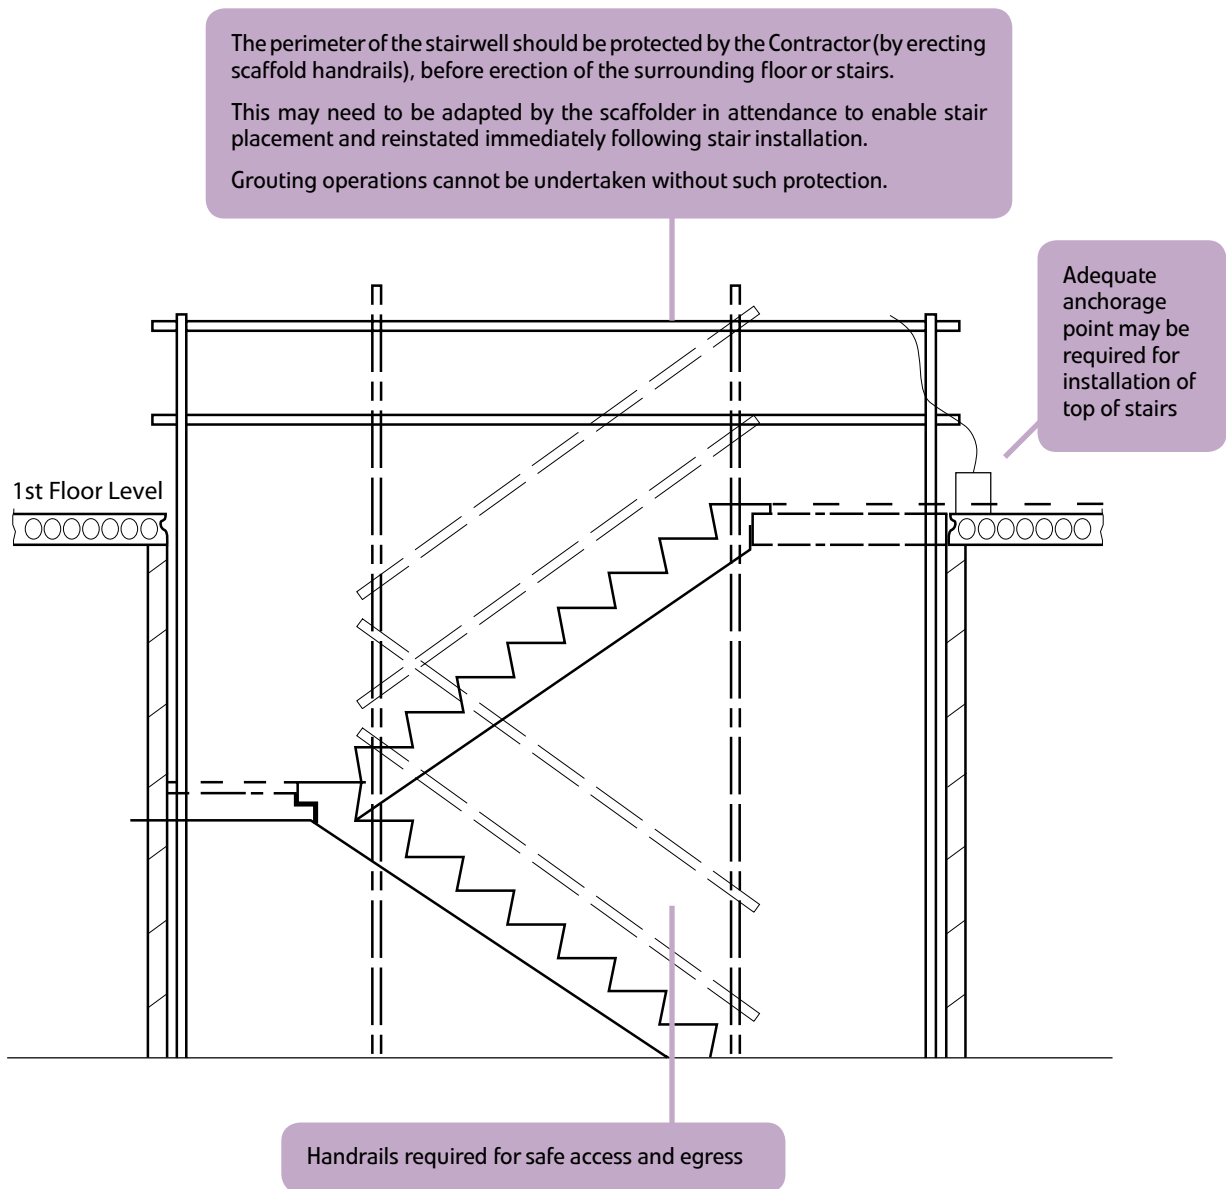 The perimeter of the stairwell should be protected by the Contractor (by erecting
scaffold handrails), before erection of the surrounding floor or stairs.
This may need to be adapted by the scaffolder in attendance to enable stair
placement and reinstated immediately following stair installation.
Grouting operations cannot be undertaken without such protection.
Adequate
anchorage
point may be
required for
installation of
top of stairs
1st Floor Level
Handrails required for safe access and egress